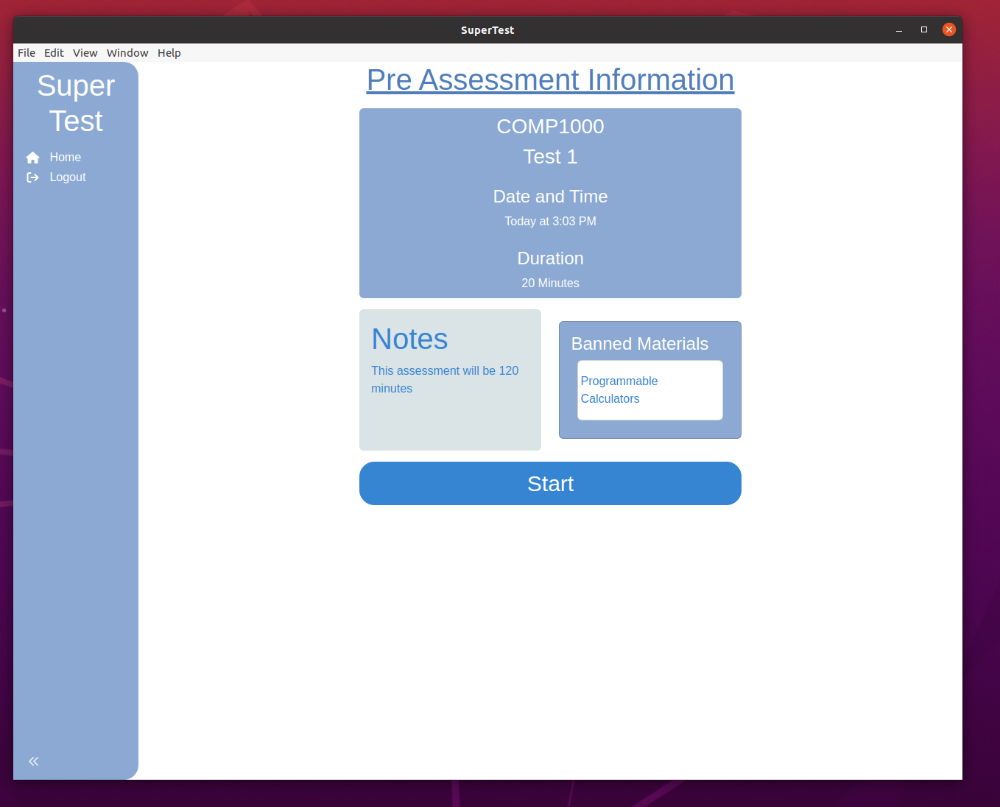 SuperTest
File Edit View Window Help
Super
Test
Home
Logout
Pre Assessment Information
COMP1000
Test 1
Date and Time
Today at 3:03 PM
Duration
20 Minutes
Notes
This assessment will be 120
minutes
Banned Materials
Programmable
Calculators
Start